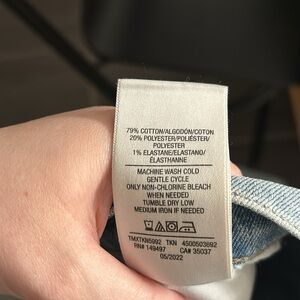 79% COTTON/ALGODÓN/COTON
20% POLYESTER/POLIÉSTER/
POLYESTER
1% ELASTANE/ELASTANO/
ÉLASTHANNE
MACHINE WASH COLD
GENTLE CYCLE
ONLY NON-CHLORINE BLEACH
WHEN NEEDED
TUMBLE DRY LOW
MEDIUM IRON IF NEEDED
TMXTKN5992 TKN 4500503692
RN# 149497 CA# 35037
05/2022